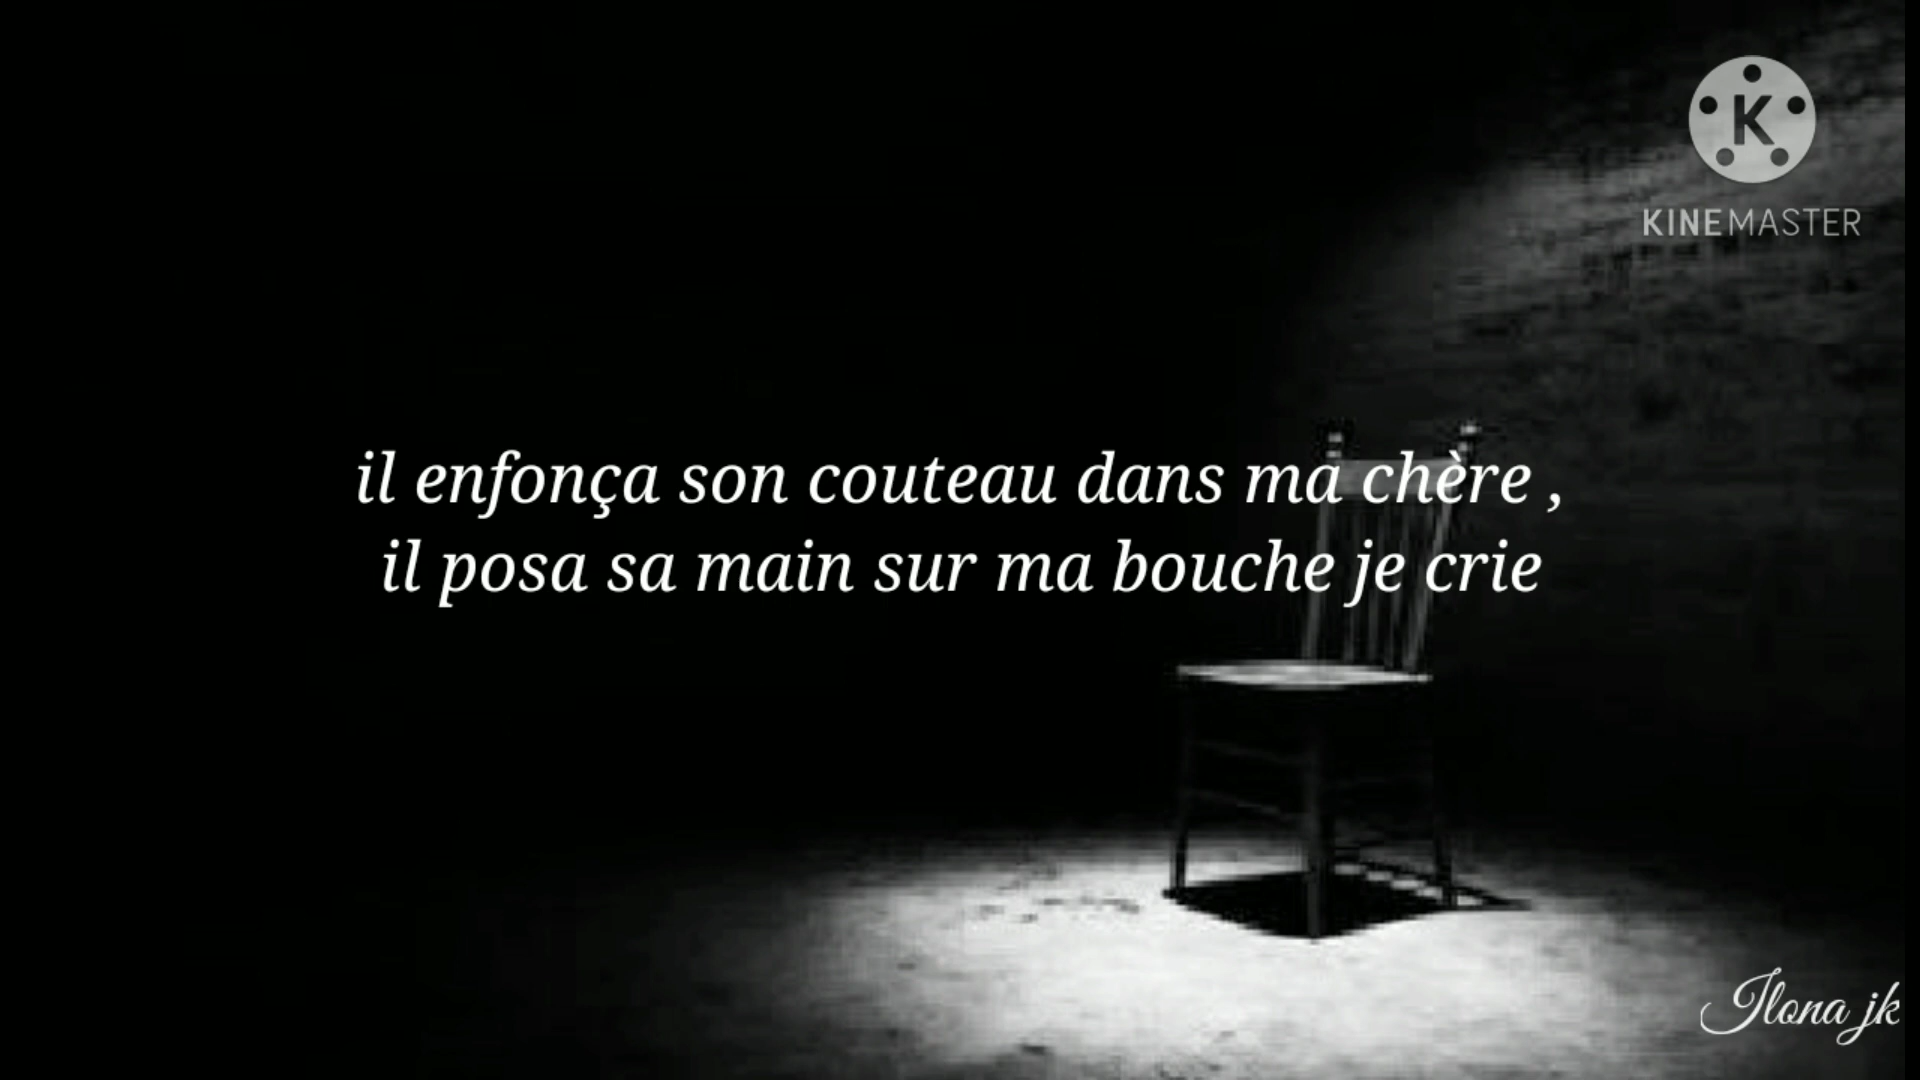 K
KINEMASTER
il enfonça son couteau dans ma chère ,
il posa sa main sur ma bouche je crie
Ilona jk